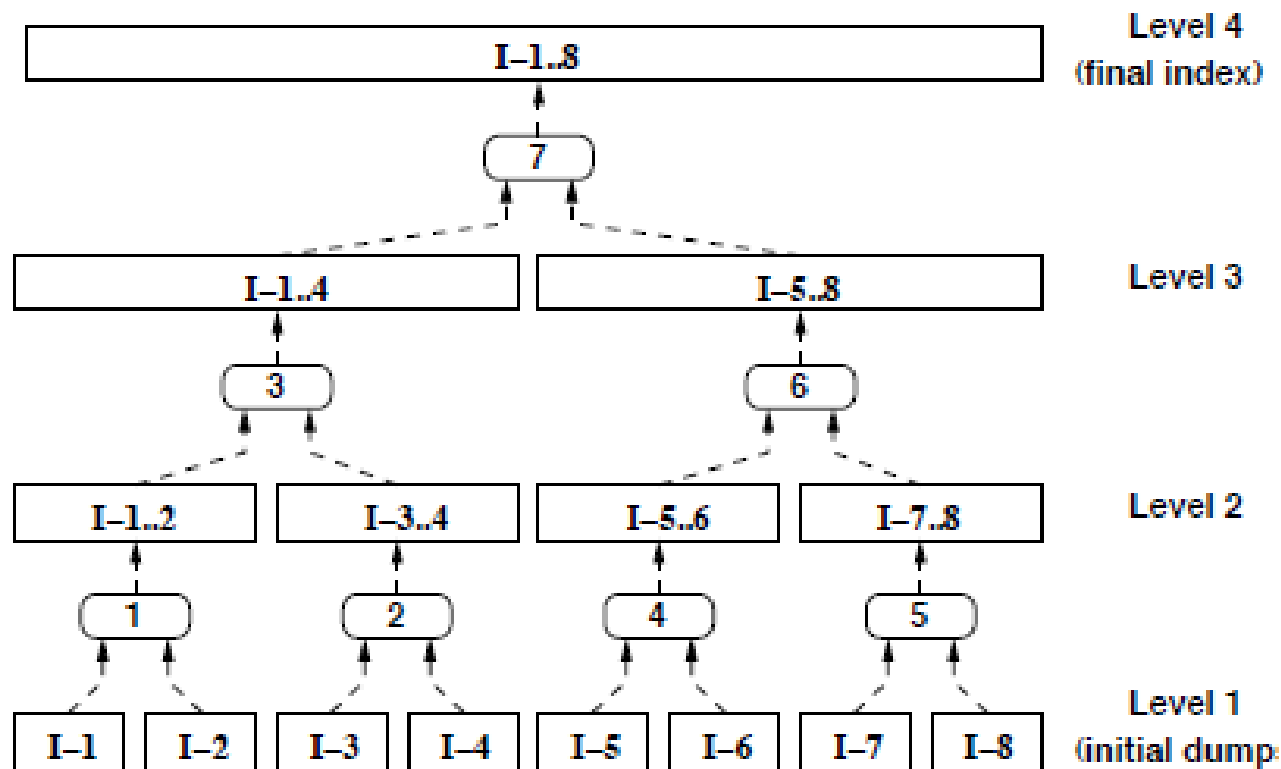 Level 4
I–1..8
(final index)
7
I–1..4
I–5..8
Level 3
3
6
I–1..2
I–3..4
I–5..6
I–7..8
Level 2
1
2
4
5
Level 1
I–1
I–2
I–3
I–4
I–5
I–6
I–7
I–8
(initial dump